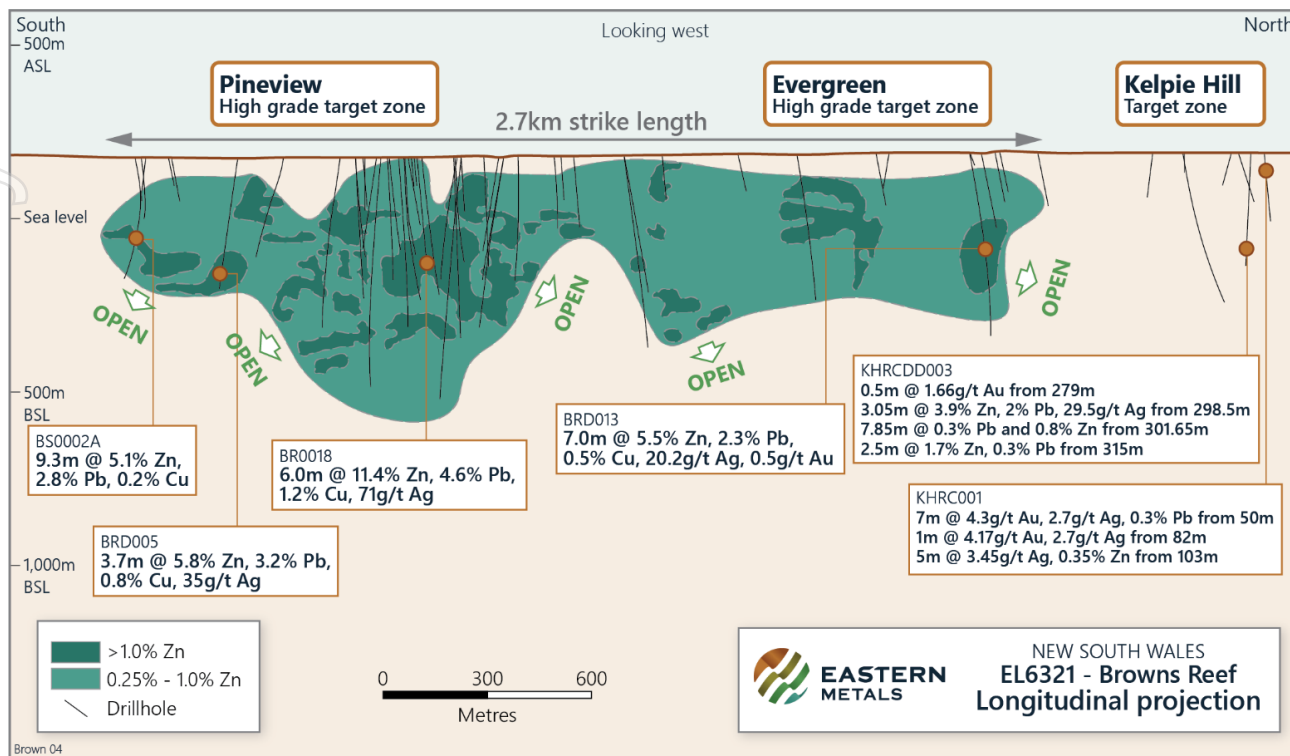 South
Looking west
North
500m
ASL
Pineview
High grade target zone
Evergreen
High grade target zone
Kelpie Hill
Target zone
2.7km strike length
Sea level
OPEN
OPEN
OPEN
OPEN
OPEN
500m
BSL
BS0002A
9.3m @ 5.1% Zn,
2.8% Pb, 0.2% Cu
BRD005
3.7m @ 5.8% Zn, 3.2% Pb,
0.8% Cu, 35g/t Ag
BR0018
6.0m @ 11.4% Zn, 4.6% Pb,
1.2% Cu, 71g/t Ag
BRD013
7.0m @ 5.5% Zn, 2.3% Pb,
0.5% Cu, 20.2g/t Ag, 0.5g/t Au
KHRCDD003
0.5m @ 1.66g/t Au from 279m
3.05m @ 3.9% Zn, 2% Pb, 29.5g/t Ag from 298.5m
7.85m @ 0.3% Pb and 0.8% Zn from 301.65m
2.5m @ 1.7% Zn, 0.3% Pb from 315m
KHRC001
7m @ 4.3g/t Au, 2.7g/t Ag, 0.3% Pb from 50m
1m @ 4.17g/t Au, 2.7g/t Ag from 82m
5m @ 3.45g/t Ag, 0.35% Zn from 103m
1,000m
BSL
>1.0% Zn
0.25% - 1.0% Zn
Drillhole
0 300 600
Metres
EASTERN
METALS
NEW SOUTH WALES
EL6321 - Browns Reef
Longitudinal projection
Brown 04